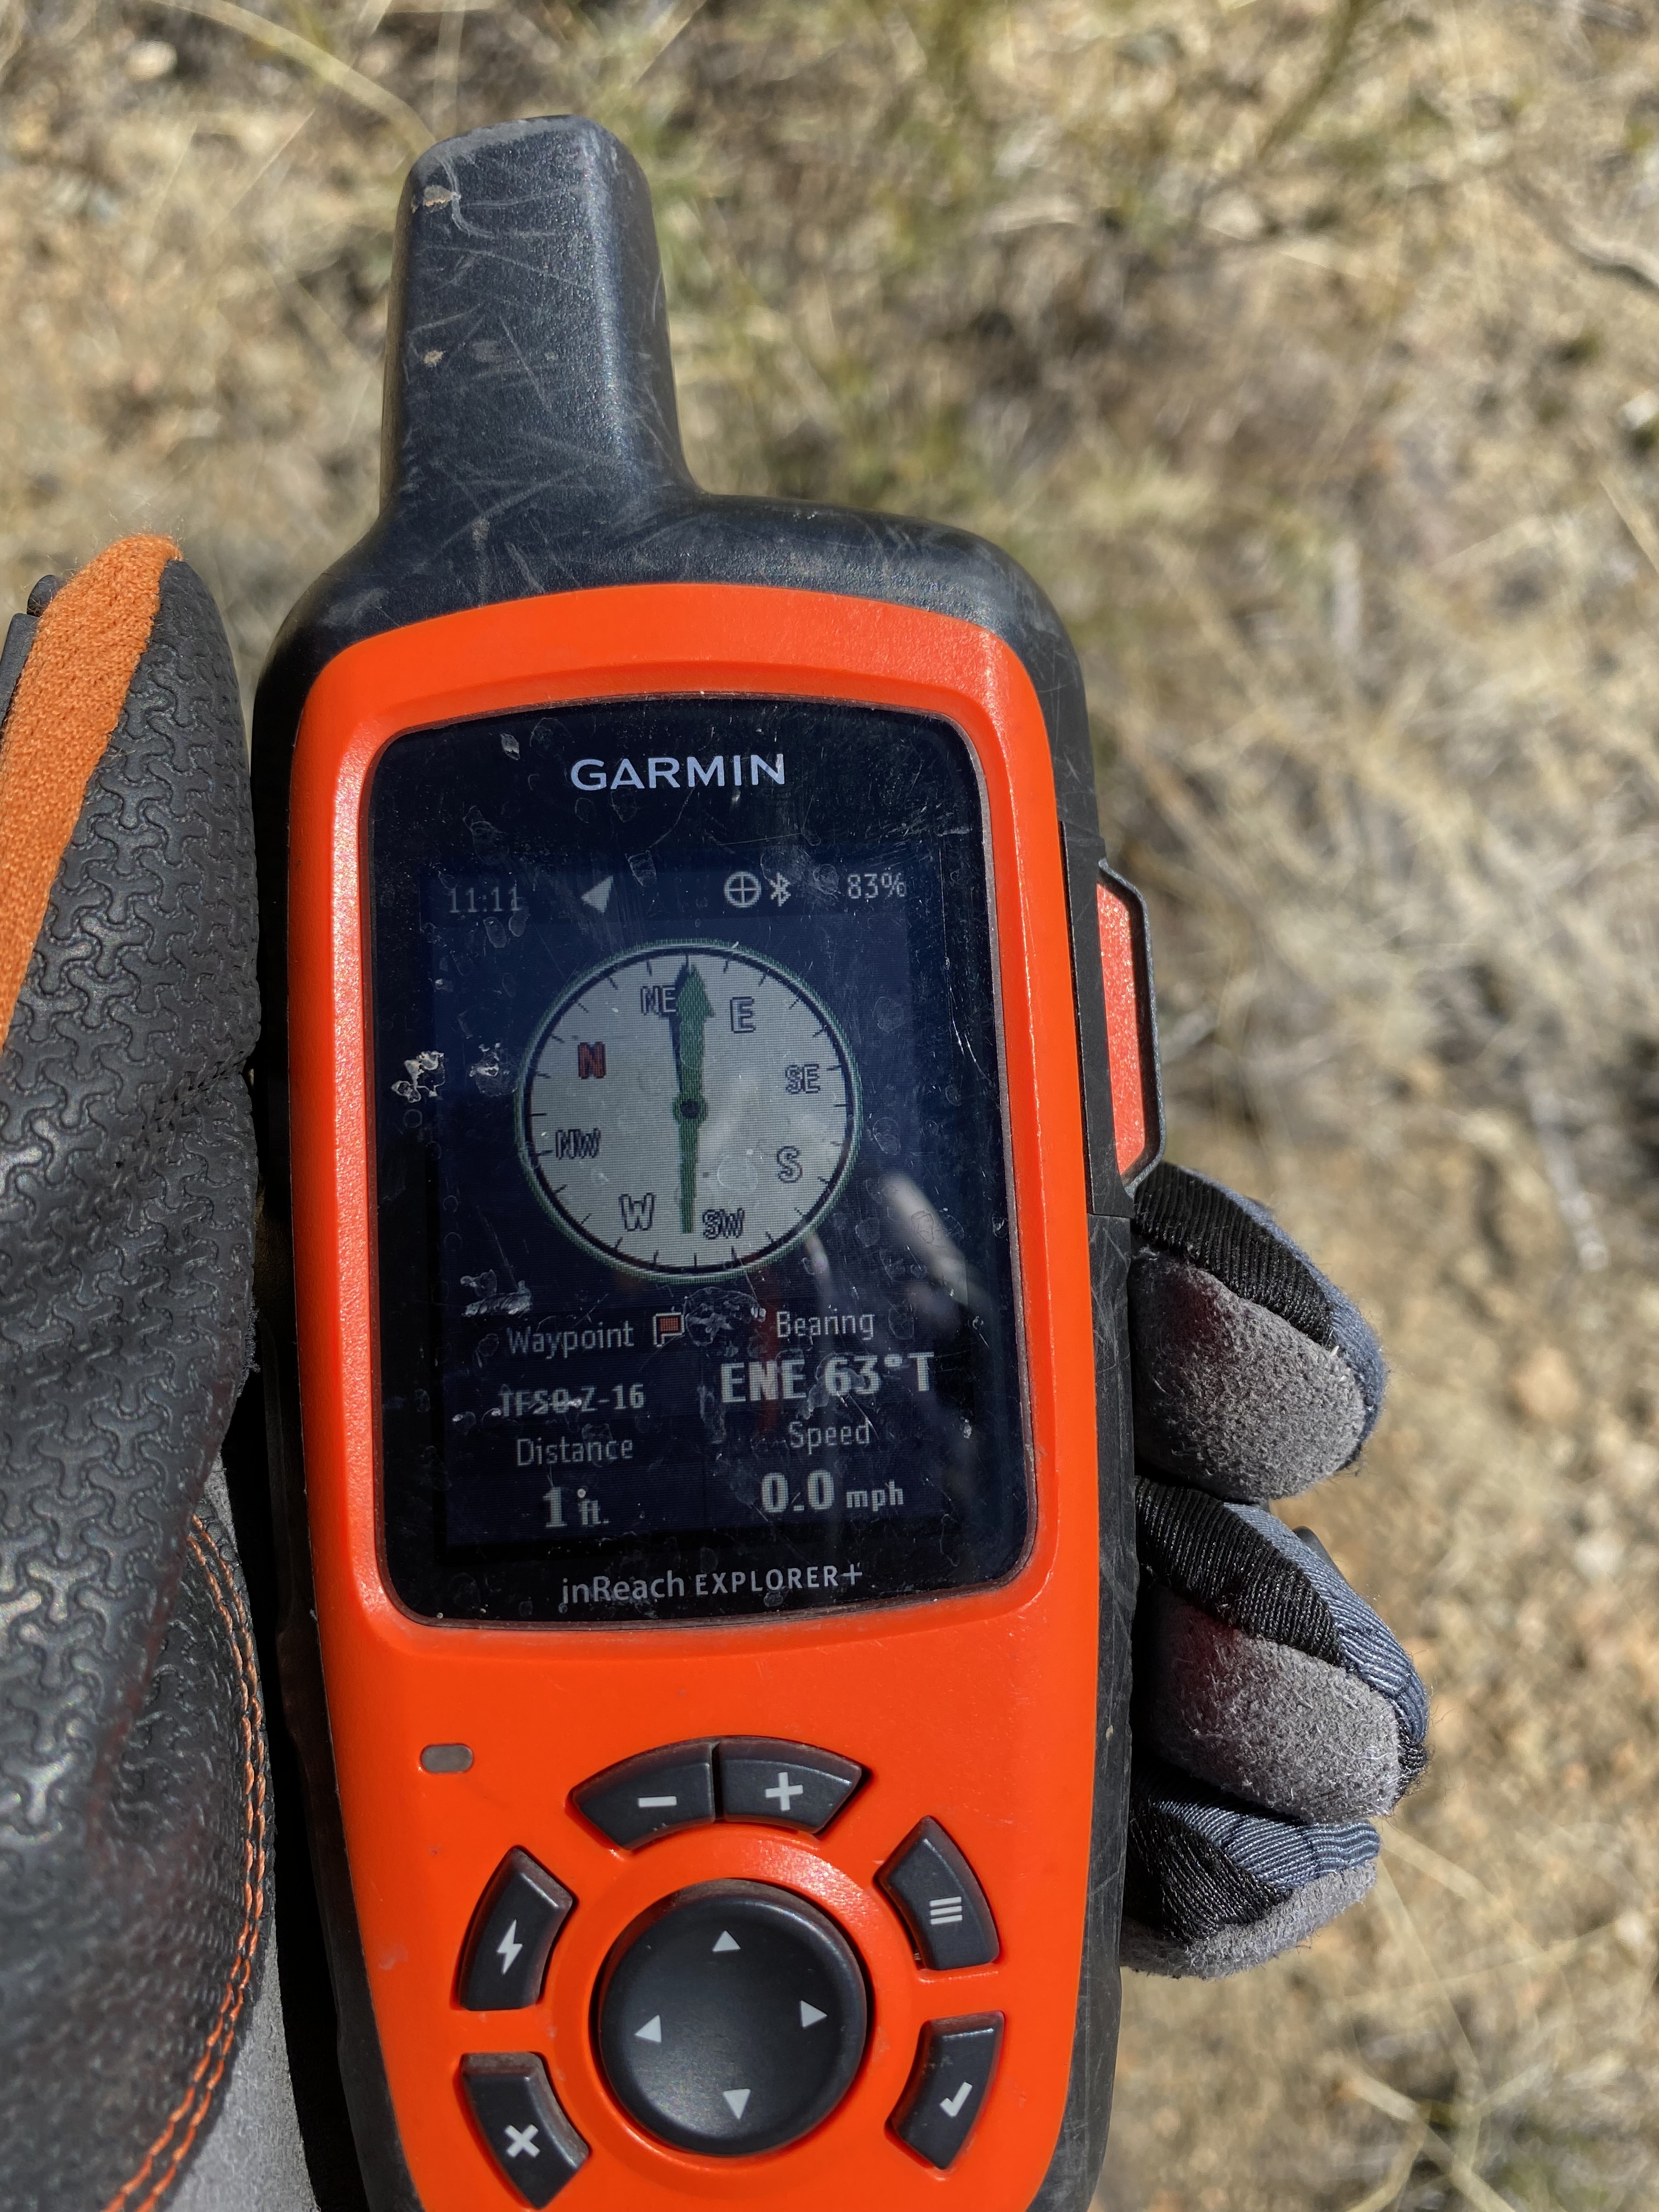 GARMIN
11:11 83%
NE E
N SE
NW S
W SW
Waypoint Bearing
ENE 63°T
Z-16
Distance Speed
1 ft. 0.0 mph
inReach EXPLORER+